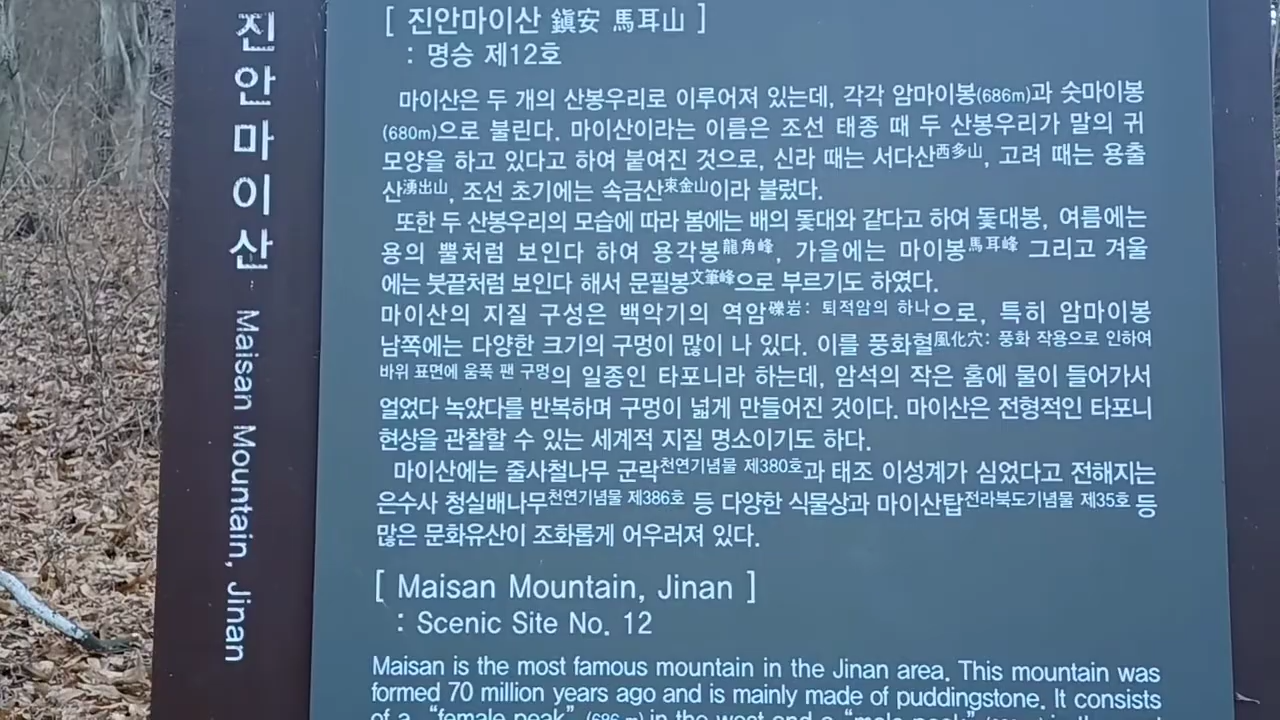 진안마이산 Maisan Mountain, Jinan
[ 진안마이산 鎭安 馬耳山 ]
: 명승 제12호
마이산은 두 개의 산봉우리로 이루어져 있는데, 각각 암마이봉(686m)과 숫마이봉
(680m)으로 불린다. 마이산이라는 이름은 조선 태종 때 두 산봉우리가 말의 귀
모양을 하고 있다고 하여 붙여진 것으로, 신라 때는 서다산西多山, 고려 때는 용출
산湧出山, 조선 초기에는 속금산束金山이라 불렀다.
또한 두 산봉우리의 모습에 따라 봄에는 배의 돛대와 같다고 하여 돛대봉, 여름에는
용의 뿔처럼 보인다 하여 용각봉龍角峰, 가을에는 마이봉馬耳峰 그리고 겨울
에는 붓끝처럼 보인다 해서 문필봉文筆峰으로 부르기도 하였다.
마이산의 지질 구성은 백악기의 역암礫岩: 퇴적암의 하나으로, 특히 암마이봉
남쪽에는 다양한 크기의 구멍이 많이 나 있다. 이를 풍화혈風化穴: 풍화 작용으로 인하여
바위 표면에 움푹 팬 구멍의 일종인 타포니라 하는데, 암석의 작은 홈에 물이 들어가서
얼었다 녹았다를 반복하며 구멍이 넓게 만들어진 것이다. 마이산은 전형적인 타포니
현상을 관찰할 수 있는 세계적 지질 명소이기도 하다.
마이산에는 줄사철나무 군락천연기념물 제380호과 태조 이성계가 심었다고 전해지는
은수사 청실배나무천연기념물 제386호 등 다양한 식물상과 마이산탑전라북도기념물 제35호 등
많은 문화유산이 조화롭게 어우러져 있다.
[ Maisan Mountain, Jinan ]
: Scenic Site No. 12
Maisan is the most famous mountain in the Jinan area. This mountain was
formed 70 million years ago and is mainly made of puddingstone. It consists
of a "female peak" (686 m) in the west and a "male peak"